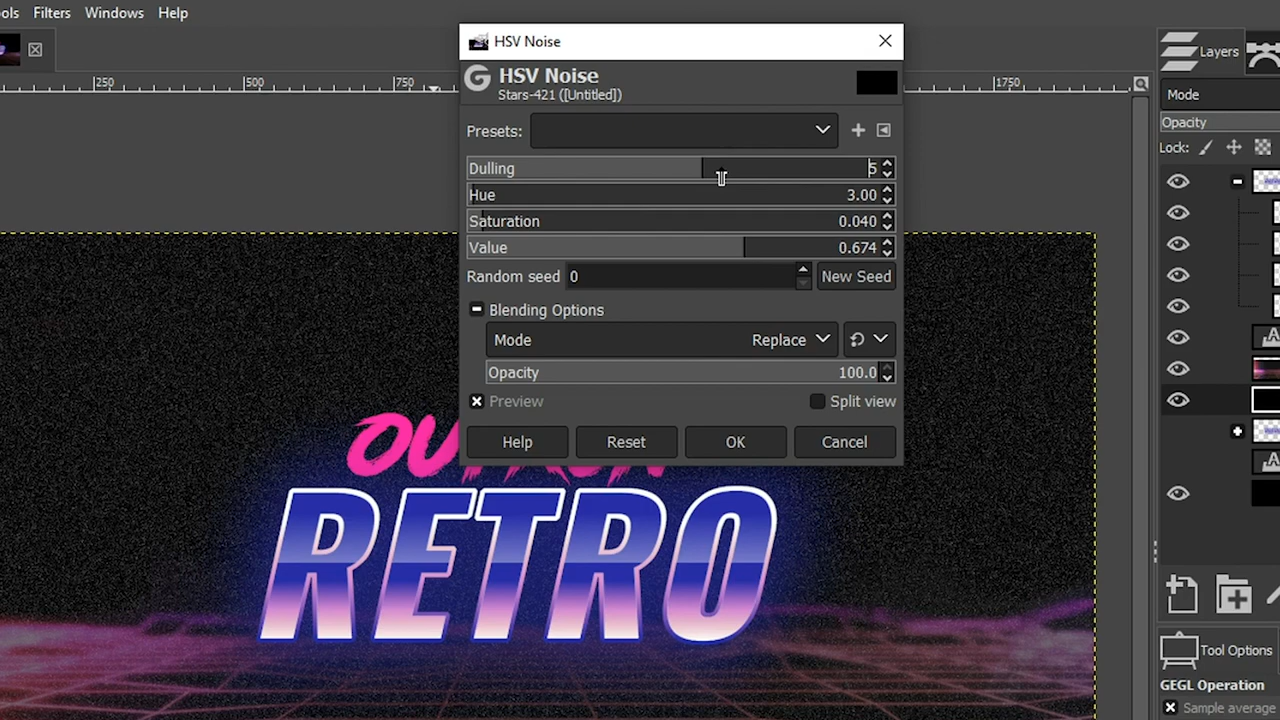 ols Filters Windows Help
HSV Noise
HSV Noise
Stars-421 ([Untitled])
250 500 750 1750
Layers
Mode
Opacity
Lock:
Presets:
Dulling 5
Hue 3.00
Saturation 0.040
Value 0.674
Random seed 0 New Seed
Blending Options
Mode Replace
Opacity 100.0
Preview Split view
Help Reset OK Cancel
RETRO
Tool Options
GEGL Operation
Sample average